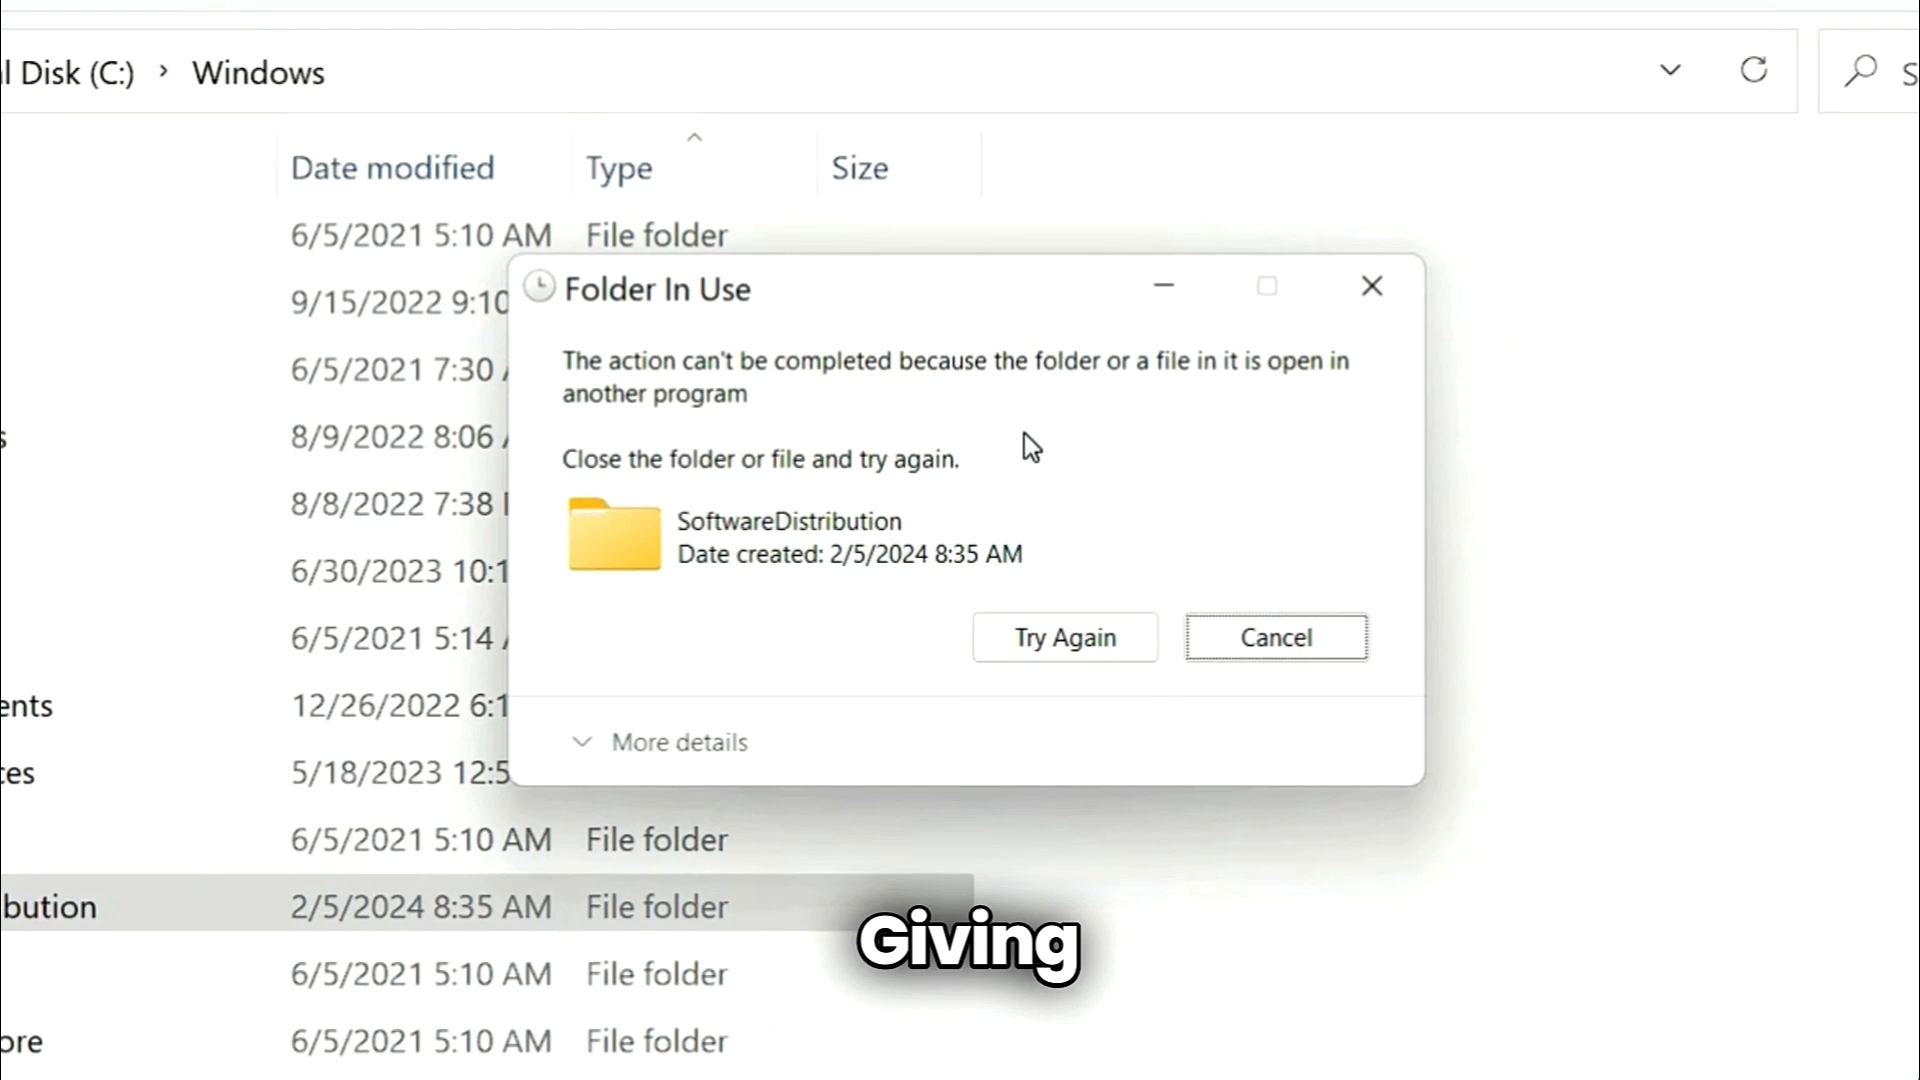 l Disk (C:) > Windows
S
Date modified Type Size
6/5/2021 5:10 AM File folder
9/15/2022 9:10
6/5/2021 7:30
s 8/9/2022 8:06
8/8/2022 7:38
6/30/2023 10:1
6/5/2021 5:14
ents 12/26/2022 6:1
ces 5/18/2023 12:5
6/5/2021 5:10 AM File folder
bution 2/5/2024 8:35 AM File folder
6/5/2021 5:10 AM File folder
ore 6/5/2021 5:10 AM File folder
Folder In Use
The action can't be completed because the folder or a file in it is open in
another program
Close the folder or file and try again.
SoftwareDistribution
Date created: 2/5/2024 8:35 AM
Try Again Cancel
More details
Giving